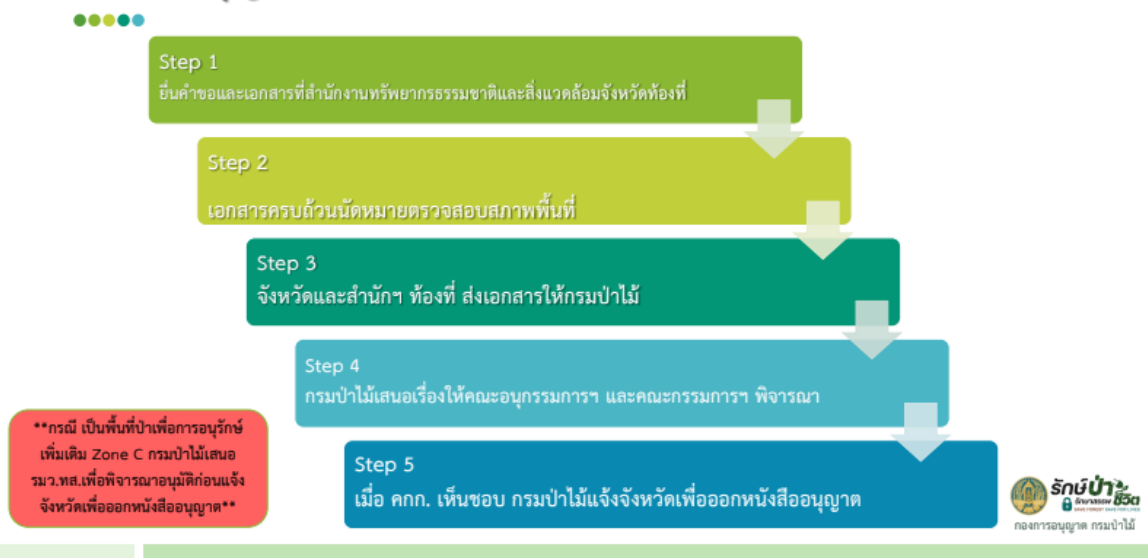 Step 1
ยื่นคำขอและเอกสารที่สำนักงานทรัพยากรธรรมชาติและสิ่งแวดล้อมจังหวัดท้องที่
Step 2
เอกสารครบถ้วนนัดหมายตรวจสอบสภาพพื้นที่
Step 3
จังหวัดและสำนักฯ ท้องที่ ส่งเอกสารให้กรมป่าไม้
Step 4
กรมป่าไม้เสนอเรื่องให้คณะอนุกรรมการฯ และคณะกรรมการฯ พิจารณา
Step 5
เมื่อ คกก. เห็นชอบ กรมป่าไม้แจ้งจังหวัดเพื่อออกหนังสืออนุญาต
**กรณี เป็นพื้นที่ป่าเพื่อการอนุรักษ์
เพิ่มเติม Zone C กรมป่าไม้เสนอ
รมว.ทส.เพื่อพิจารณาอนุมัติก่อนแจ้ง
จังหวัดเพื่อออกหนังสืออนุญาต**
รักษ์ป่า
รักษาสรรพ ชีวิต
SAVE FOREST SAVE FOR LIVES
กองการอนุญาต กรมป่าไม้